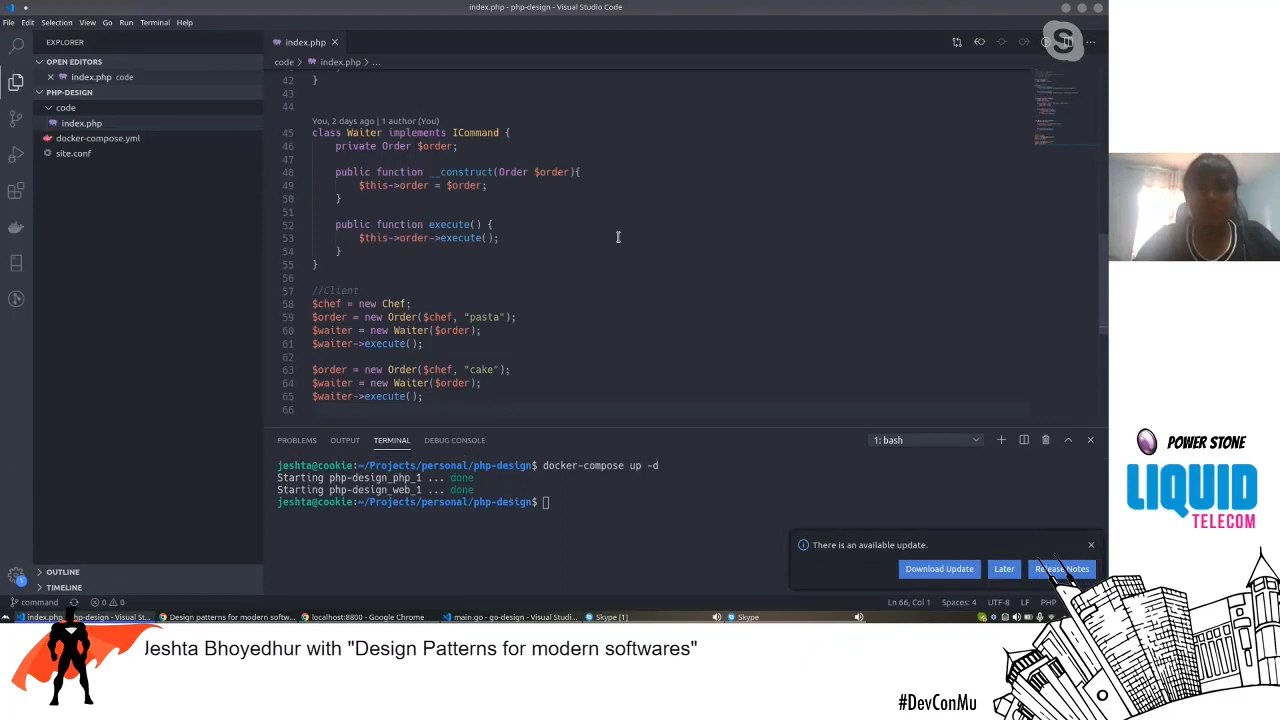 index.php - php-design - Visual Studio Code
File Edit Selection View Go Run Terminal Help
EXPLORER
index.php
OPEN EDITORS
code > index.php > ...
index.php code
PHP-DESIGN
code
index.php
docker-compose.yml
site.conf
42 }
43
44
You, 2 days ago | 1 author (You)
45 class Waiter implements ICommand {
46 private Order $order;
47
48 public function __construct(Order $order){
49 $this->order = $order;
50 }
51
52 public function execute() {
53 $this->order->execute();
54 }
55 }
56
57 //Client
58 $chef = new Chef;
59 $order = new Order($chef, "pasta");
60 $waiter = new Waiter($order);
61 $waiter->execute();
62
63 $order = new Order($chef, "cake");
64 $waiter = new Waiter($order);
65 $waiter->execute();
66
PROBLEMS OUTPUT TERMINAL DEBUG CONSOLE
1: bash
jeshta@cookie:~/Projects/personal/php-design$ docker-compose up -d
Starting php-design_php_1 ... done
Starting php-design_web_1 ... done
jeshta@cookie:~/Projects/personal/php-design$
There is an available update.
Download Update Later Release Notes
OUTLINE
TIMELINE
1
command 0 0
Ln 66, Col 1 Spaces: 4 UTF-8 LF PHP
index.php - php-design - Visual St... Design patterns for modern softw... localhost:8800 - Google Chrome main.go - go-design - Visual Studi... Skype [1] Skype
S
POWER STONE
LIQUID
TELECOM
Jeshta Bhoyedhur with "Design Patterns for modern softwares"
#DevConMu